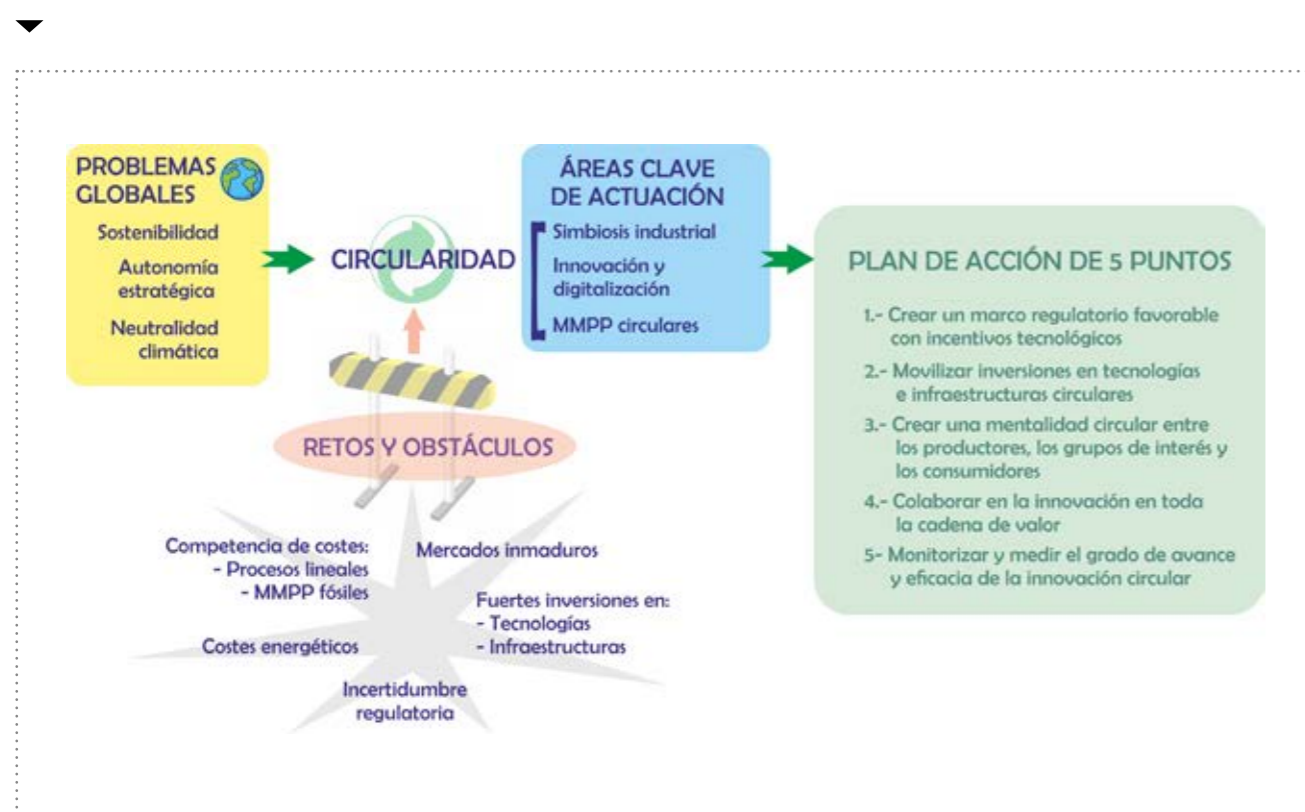 PROBLEMAS
GLOBALES
Sostenibilidad
Autonomía
estratégica
Neutralidad
climática
CIRCULARIDAD
RETOS Y OBSTÁCULOS
Competencia de costes:
- Procesos lineales
- MMPP fósiles
Mercados inmaduros
Fuertes inversiones en:
- Tecnologías
- Infraestructuras
Costes energéticos
Incertidumbre
regulatoria
ÁREAS CLAVE
DE ACTUACIÓN
Simbiosis industrial
Innovación y
digitalización
MMPP circulares
PLAN DE ACCIÓN DE 5 PUNTOS
1.- Crear un marco regulatorio favorable
con incentivos tecnológicos
2.- Movilizar inversiones en tecnologías
e infraestructuras circulares
3.- Crear una mentalidad circular entre
los productores, los grupos de interés y
los consumidores
4.- Colaborar en la innovación en toda
la cadena de valor
5- Monitorizar y medir el grado de avance
y eficacia de la innovación circular